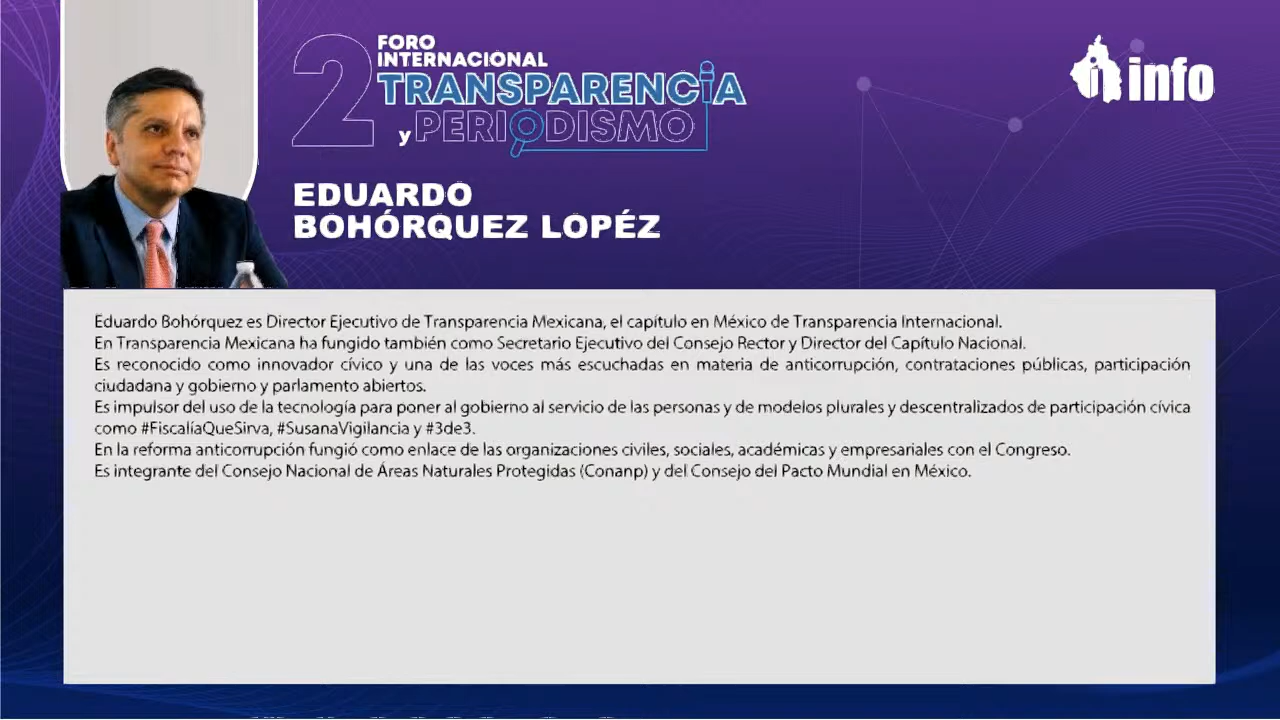 2
FORO
INTERNACIONAL
TRANSPARENCIA
y PERIODISMO
info
EDUARDO
BOHÓRQUEZ LOPÉZ
Eduardo Bohórquez es Director Ejecutivo de Transparencia Mexicana, el capítulo en México de Transparencia Internacional.
En Transparencia Mexicana ha fungido también como Secretario Ejecutivo del Consejo Rector y Director del Capítulo Nacional.
Es reconocido como innovador cívico y una de las voces más escuchadas en materia de anticorrupción, contrataciones públicas, participación
ciudadana y gobierno y parlamento abiertos.
Es impulsor del uso de la tecnología para poner al gobierno al servicio de las personas y de modelos plurales y descentralizados de participación cívica
como #FiscalíaQueSirva, #SusanaVigilancia y #3de3.
En la reforma anticorrupción fungió como enlace de las organizaciones civiles, sociales, académicas y empresariales con el Congreso.
Es integrante del Consejo Nacional de Áreas Naturales Protegidas (Conanp) y del Consejo del Pacto Mundial en México.